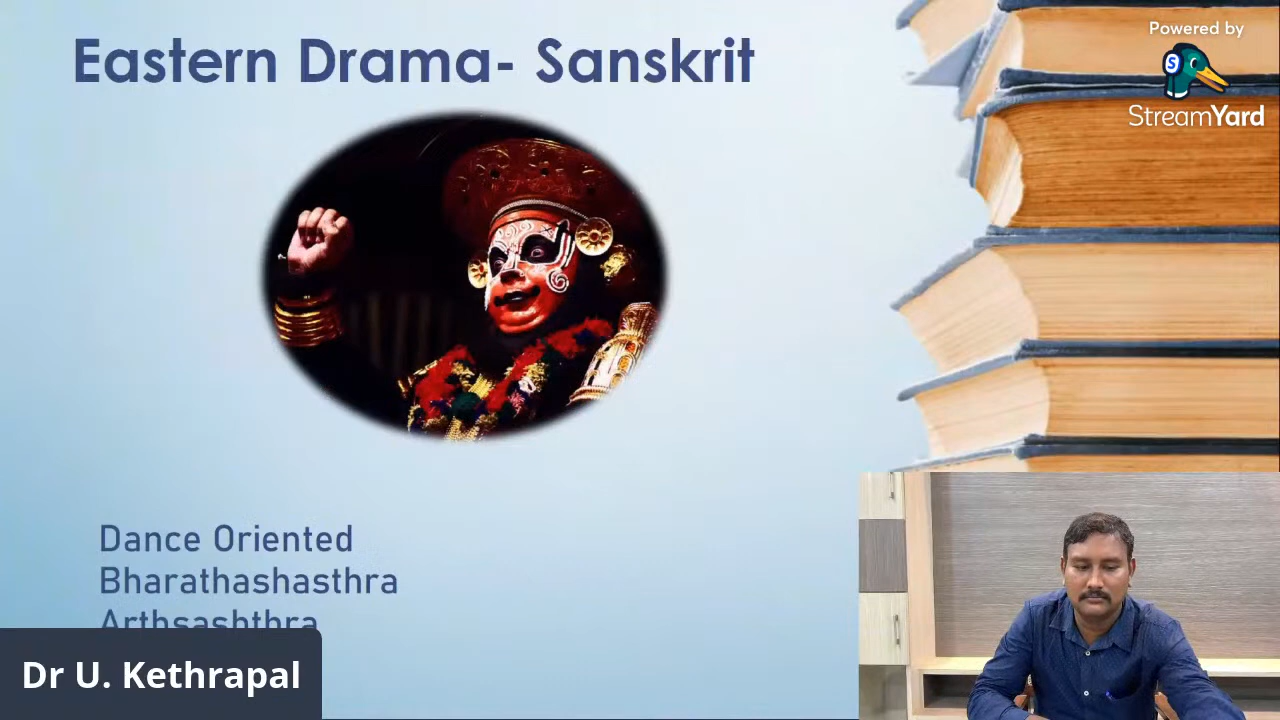 Eastern Drama- Sanskrit
Powered by
StreamYard
Dance Oriented
Bharathashasthra
Arthsashthra
Dr U. Kethrapal